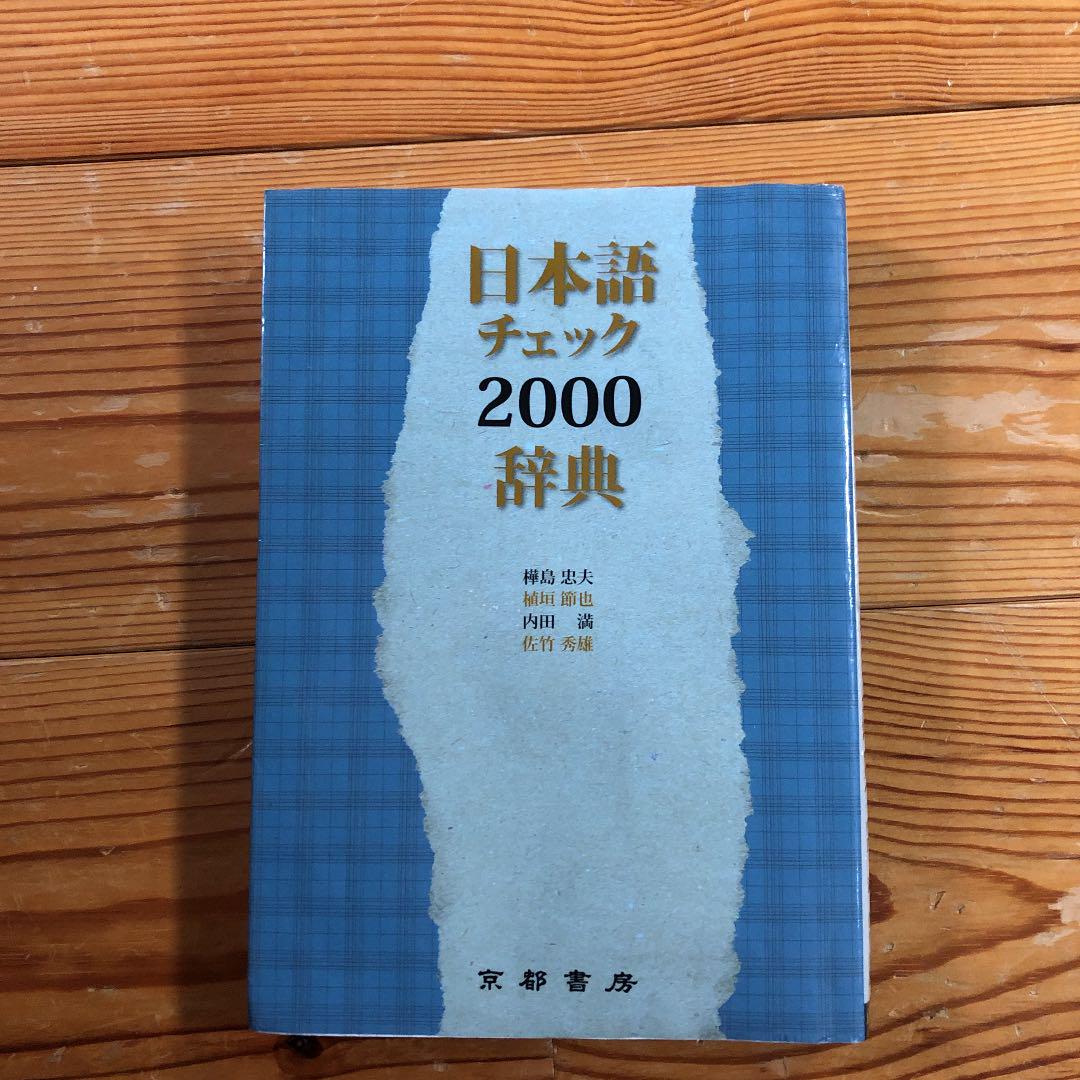 日本語
チェック
2000
辞典
樺島 忠夫
植垣 節也
内田 満
佐竹 秀雄
京都書房